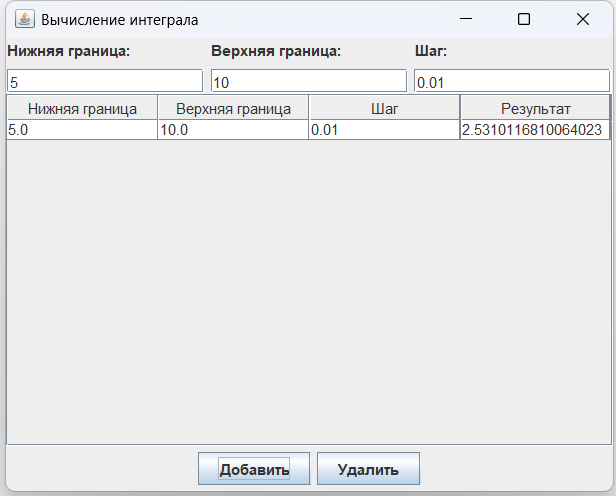 Вычисление интеграла
Нижняя граница: Верхняя граница: Шаг:
5 10 0.01
Нижняя граница Верхняя граница Шаг Результат
5.0 10.0 0.01 2.5310116810064023
Добавить Удалить